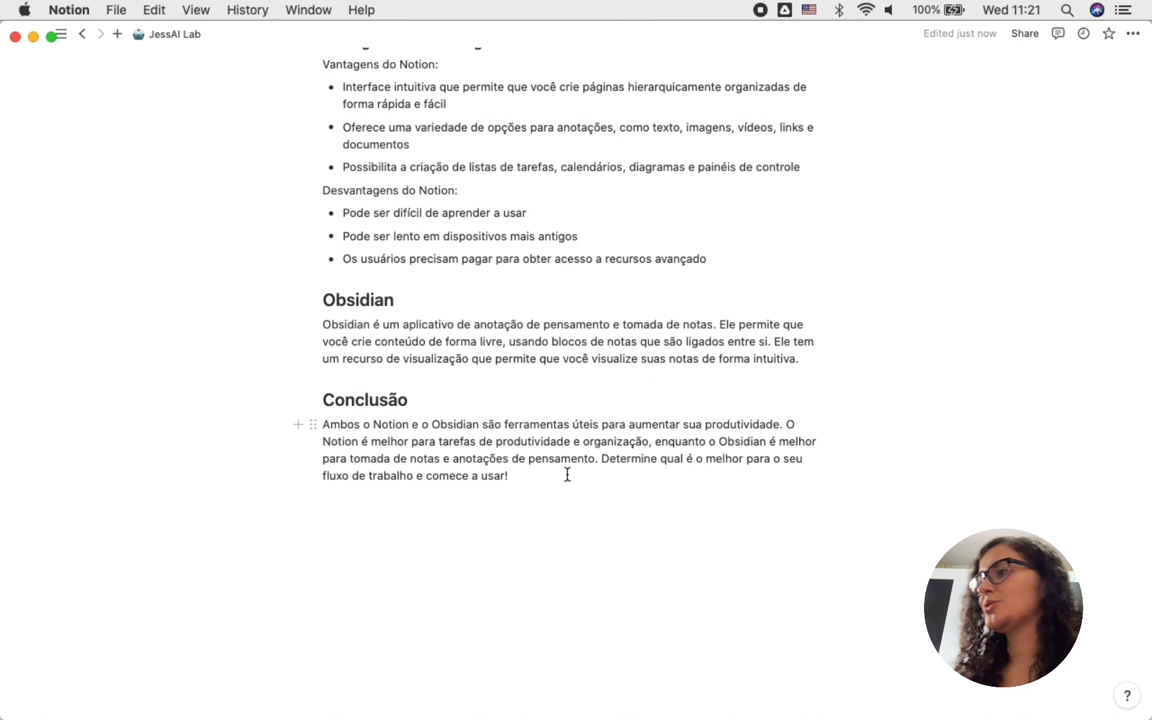 Notion File Edit View History Window Help 100% Wed 11:21
JessAI Lab Edited just now Share
Vantagens do Notion:
• Interface intuitiva que permite que você crie páginas hierarquicamente organizadas de
forma rápida e fácil
• Oferece uma variedade de opções para anotações, como texto, imagens, vídeos, links e
documentos
• Possibilita a criação de listas de tarefas, calendários, diagramas e painéis de controle
Desvantagens do Notion:
• Pode ser difícil de aprender a usar
• Pode ser lento em dispositivos mais antigos
• Os usuários precisam pagar para obter acesso a recursos avançado
Obsidian
Obsidian é um aplicativo de anotação de pensamento e tomada de notas. Ele permite que
você crie conteúdo de forma livre, usando blocos de notas que são ligados entre si. Ele tem
um recurso de visualização que permite que você visualize suas notas de forma intuitiva.
Conclusão
Ambos o Notion e o Obsidian são ferramentas úteis para aumentar sua produtividade. O
Notion é melhor para tarefas de produtividade e organização, enquanto o Obsidian é melhor
para tomada de notas e anotações de pensamento. Determine qual é o melhor para o seu
fluxo de trabalho e comece a usar!
?